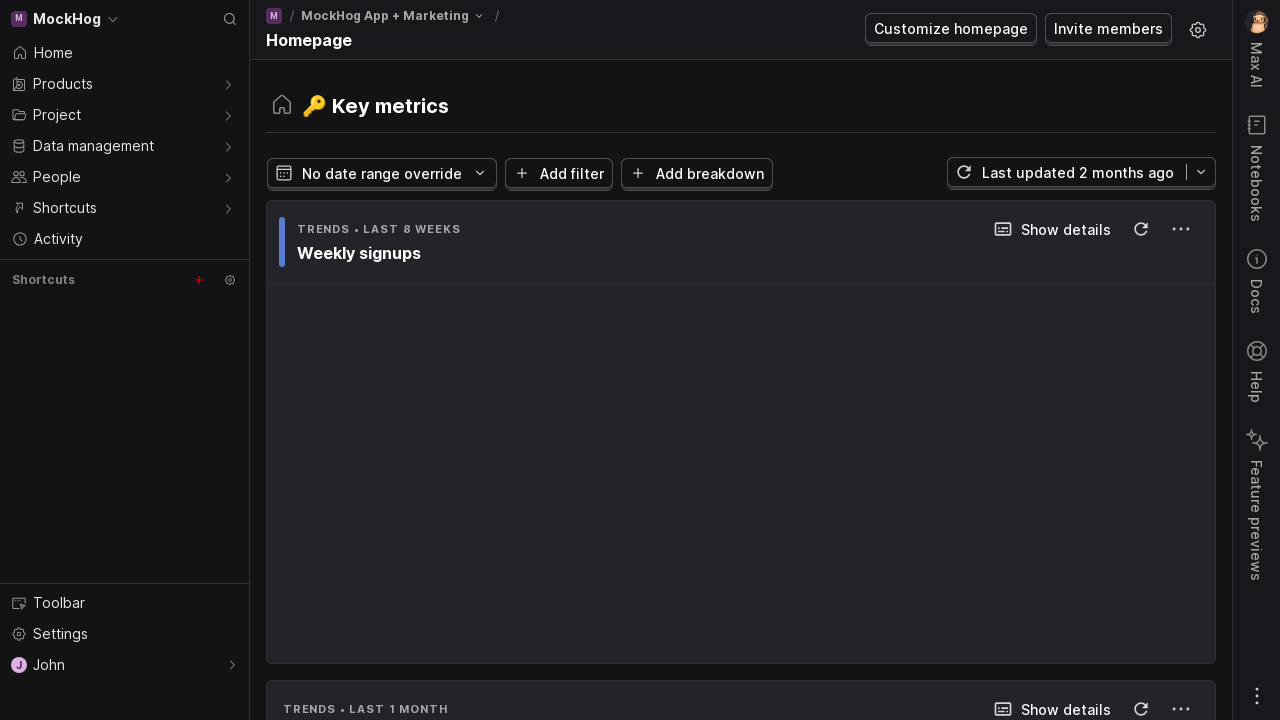 M MockHog
Home
Products
Project
Data management
People
Shortcuts
Activity
Shortcuts
Toolbar
Settings
J John
M / MockHog App + Marketing /
Homepage
Customize homepage
Invite members
🔑 Key metrics
No date range override
Add filter
Add breakdown
Last updated 2 months ago
TRENDS • LAST 8 WEEKS
Show details
Weekly signups
TRENDS • LAST 1 MONTH
Show details
Max AI
Notebooks
Docs
Help
Feature previews